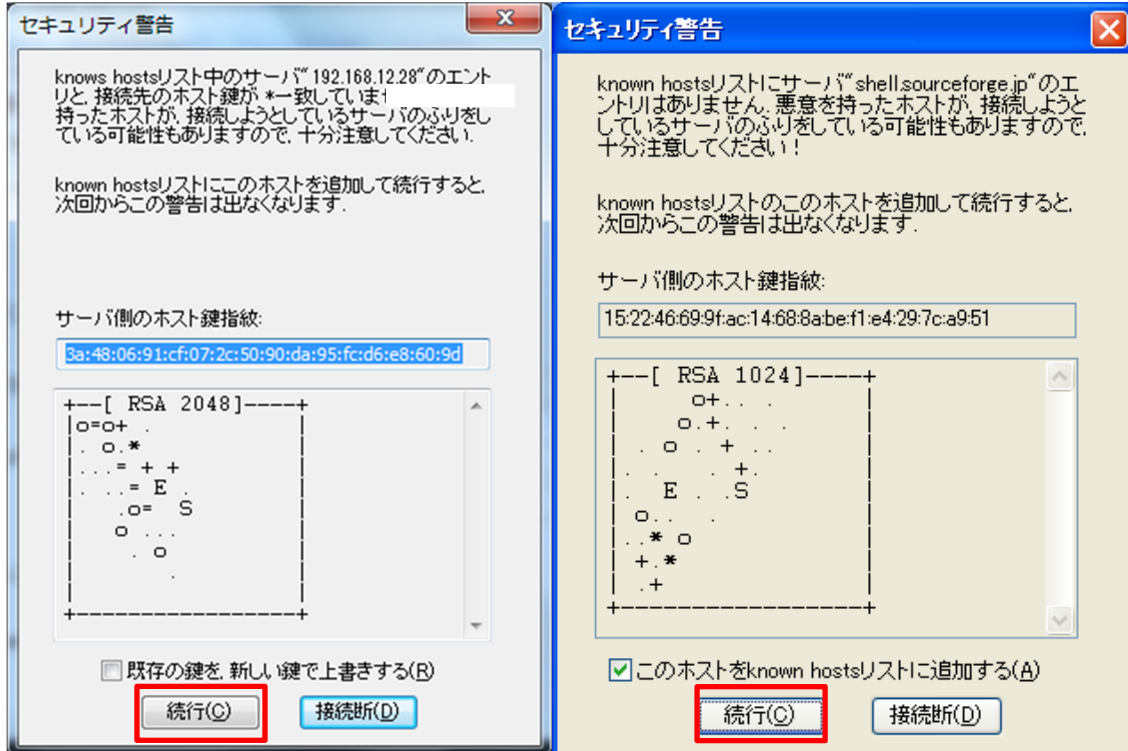 セキュリティ警告
knows hostsリスト中のサーバ"192.168.12.28"のエント
リと, 接続先のホスト鍵が *一致していませ
持ったホストが, 接続しようとしているサーバのふりをし
ている可能性もありますので, 十分注意してください.
known hostsリストにこのホストを追加して続行すると,
次回からこの警告は出なくなります.
サーバ側のホスト鍵指紋:
3a:48:06:91:cf:07:2c:50:90:da:95:fc:d6:e8:60:9d
+--[ RSA 2048]----+
|o=o+ .           |
|. o.*            |
|...= + +         |
|. ..= E .        |
|   .o=  S        |
|   o ...         |
|    . o          |
|       .         |
|                 |
+-----------------+
既存の鍵を, 新しい鍵で上書きする(R)
続行(C)
接続断(D)
セキュリティ警告
known hostsリストにサーバ"shell.sourceforge.jp"のエ
ントリはありません. 悪意を持ったホストが, 接続しようと
しているサーバのふりをしている可能性もありますので,
十分注意してください!
known hostsリストのこのホストを追加して続行すると,
次回からこの警告は出なくなります.
サーバ側のホスト鍵指紋:
15:22:46:69:9f:ac:14:68:8a:be:f1:e4:29:7c:a9:51
+--[ RSA 1024]----+
|      o+.. .     |
|     o.+. . .    |
|  . o . + ..     |
| . .   . +.      |
|.  E  . .S       |
| o..   .         |
|..* o            |
| +.*             |
| .+              |
+-----------------+
このホストをknown hostsリストに追加する(A)
続行(C)
接続断(D)